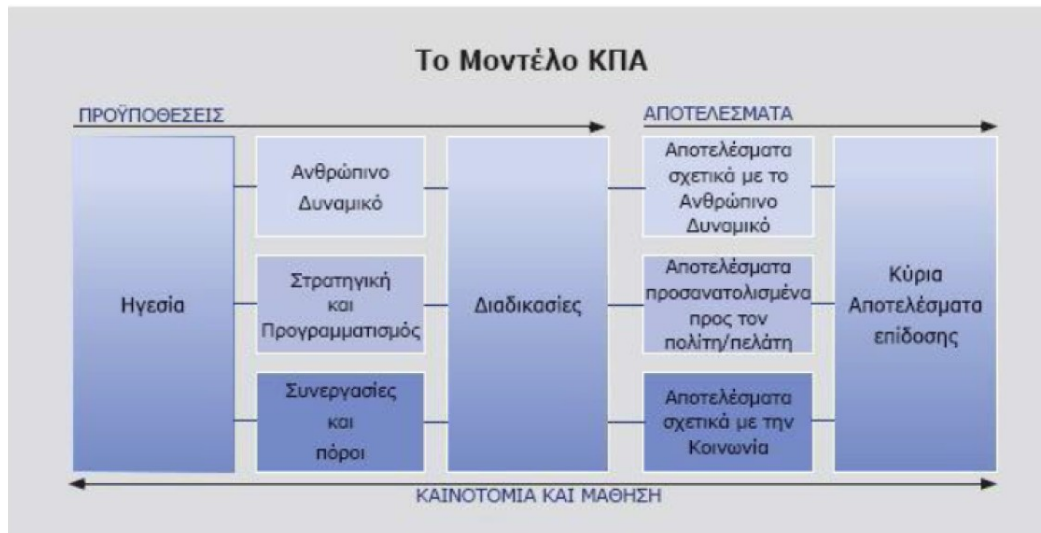 Το Μοντέλο ΚΠΑ
ΠΡΟΫΠΟΘΕΣΕΙΣ
ΑΠΟΤΕΛΕΣΜΑΤΑ
Ηγεσία
Ανθρώπινο
Δυναμικό
Στρατηγική
και
Προγραμματισμός
Συνεργασίες
και
πόροι
Διαδικασίες
Αποτελέσματα
σχετικά με το
Ανθρώπινο
Δυναμικό
Αποτελέσματα
προσανατολισμένα
προς τον
πολίτη/πελάτη
Αποτελέσματα
σχετικά με την
Κοινωνία
Κύρια
Αποτελέσματα
επίδοσης
ΚΑΙΝΟΤΟΜΙΑ ΚΑΙ ΜΑΘΗΣΗ